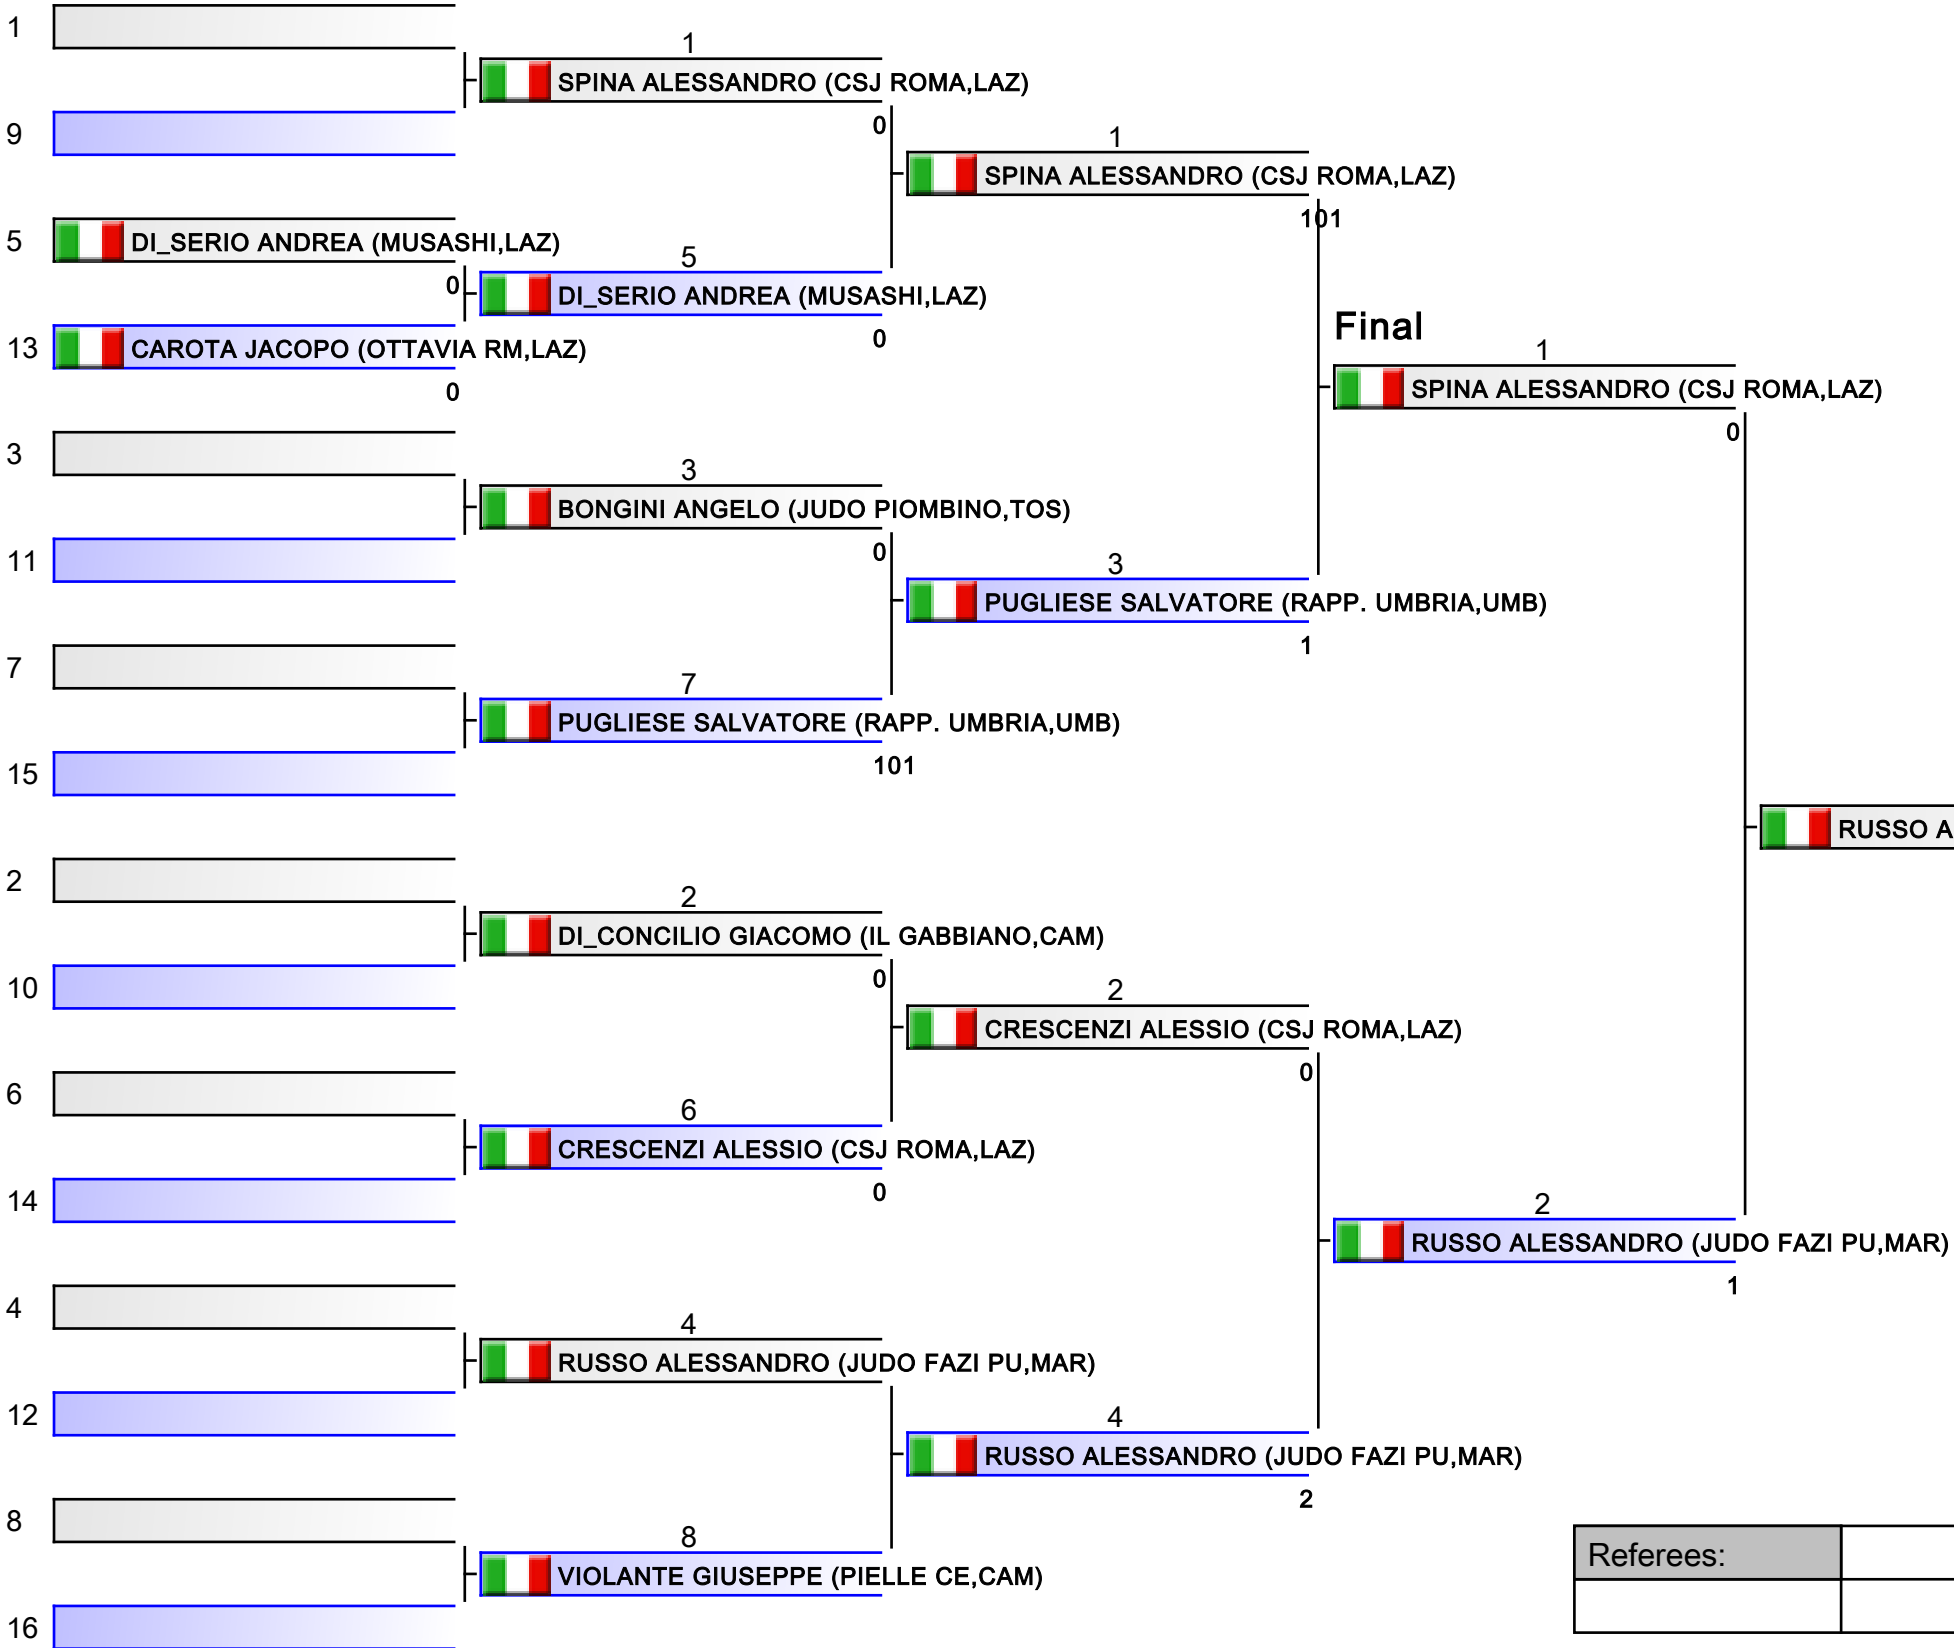 1
1
SPINA ALESSANDRO (CSJ ROMA,LAZ)
0
9
1
SPINA ALESSANDRO (CSJ ROMA,LAZ)
101
5
DI_SERIO ANDREA (MUSASHI,LAZ)
0
5
DI_SERIO ANDREA (MUSASHI,LAZ)
0
13
CAROTA JACOPO (OTTAVIA RM,LAZ)
0
Final
1
SPINA ALESSANDRO (CSJ ROMA,LAZ)
0
3
3
BONGINI ANGELO (JUDO PIOMBINO,TOS)
0
11
3
PUGLIESE SALVATORE (RAPP. UMBRIA,UMB)
1
7
7
PUGLIESE SALVATORE (RAPP. UMBRIA,UMB)
101
15
RUSSO A
2
2
DI_CONCILIO GIACOMO (IL GABBIANO,CAM)
0
10
2
CRESCENZI ALESSIO (CSJ ROMA,LAZ)
0
6
6
CRESCENZI ALESSIO (CSJ ROMA,LAZ)
0
14
2
RUSSO ALESSANDRO (JUDO FAZI PU,MAR)
1
4
4
RUSSO ALESSANDRO (JUDO FAZI PU,MAR)
12
4
RUSSO ALESSANDRO (JUDO FAZI PU,MAR)
2
8
8
VIOLANTE GIUSEPPE (PIELLE CE,CAM)
16
Referees: